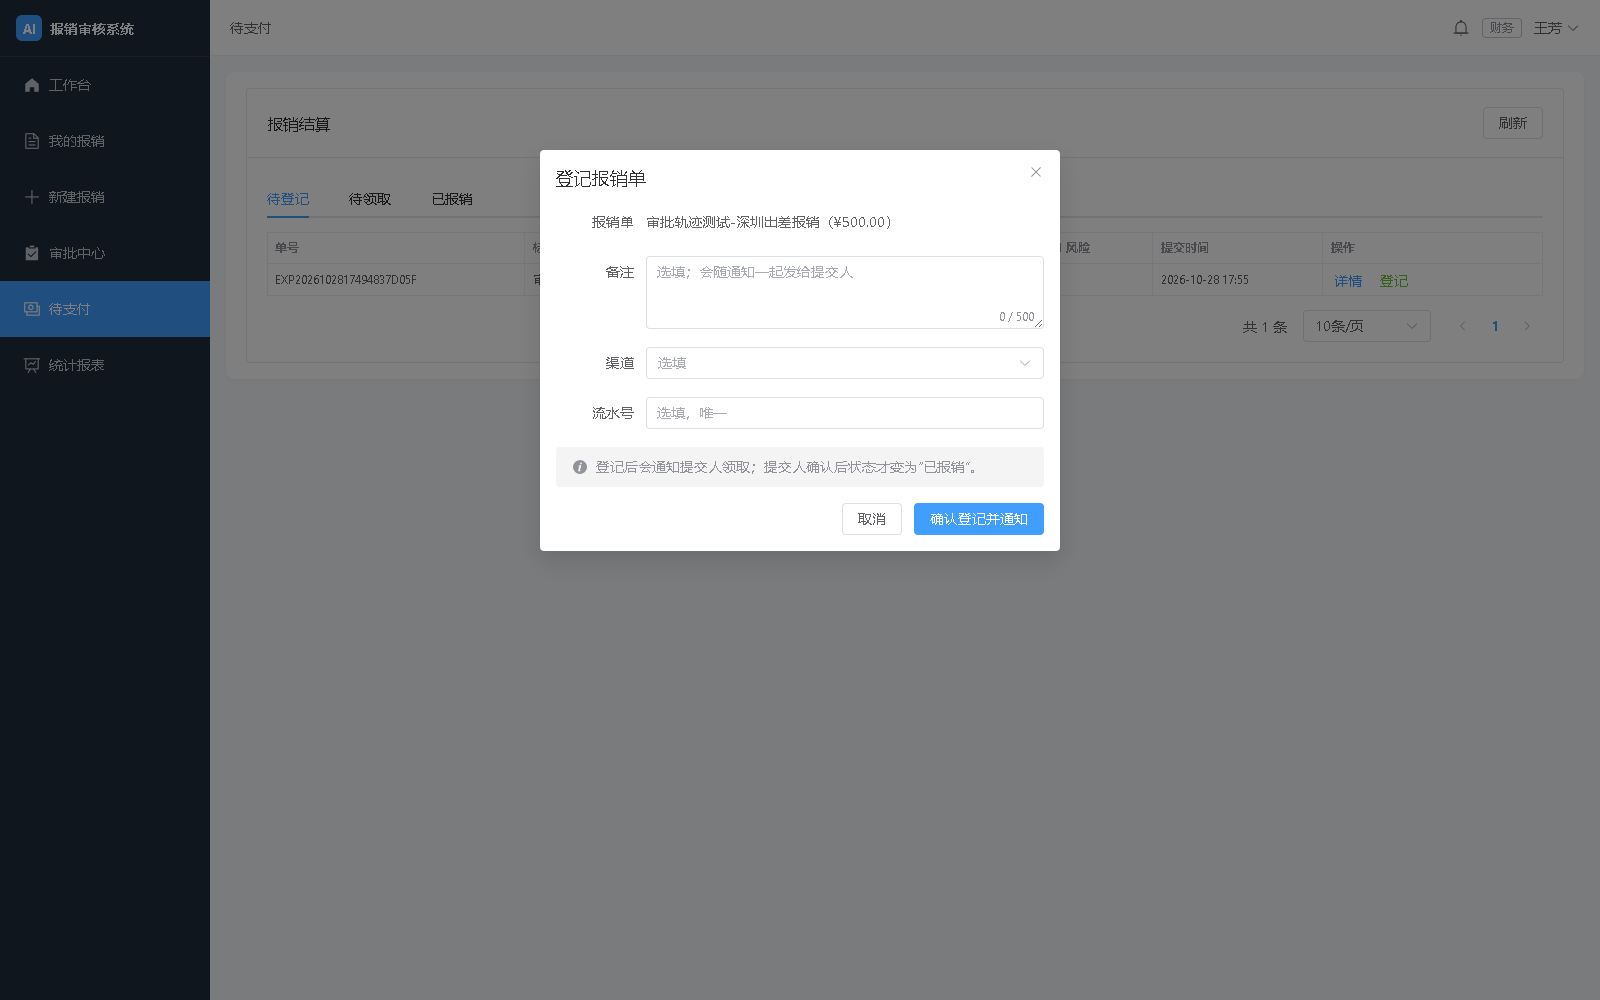 AI 报销审核系统
工作台
我的报销
新建报销
审批中心
待支付
统计报表
待支付
财务 王芳
报销结算
刷新
待登记 待领取 已报销
单号 风险 提交时间 操作
EXP2026102817494837D05F 2026-10-28 17:55 详情 登记
共 1 条 10条/页 1
登记报销单
报销单 审批轨迹测试-深圳出差报销（¥500.00）
备注 选填；会随通知一起发给提交人
0 / 500
渠道 选填
流水号 选填，唯一
登记后会通知提交人领取；提交人确认后状态才变为"已报销"。
取消 确认登记并通知